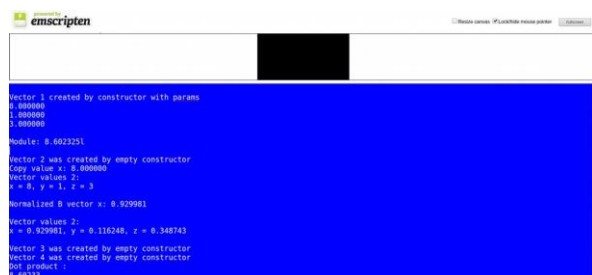 powered by
emscripten
Resize canvas Lock/hide mouse pointer Fullscreen
Vector 1 created by constructor with params
8.000000
1.000000
3.000000
Module: 8.602325l
Vector 2 was created by empty constructor
Copy value x: 8.000000
Vector values 2:
x = 8, y = 1, z = 3
Normalized B vector x: 0.929981
Vector values 2:
x = 0.929981, y = 0.116248, z = 0.348743
Vector 3 was created by empty constructor
Vector 4 was created by empty constructor
Dot product :
8.60233